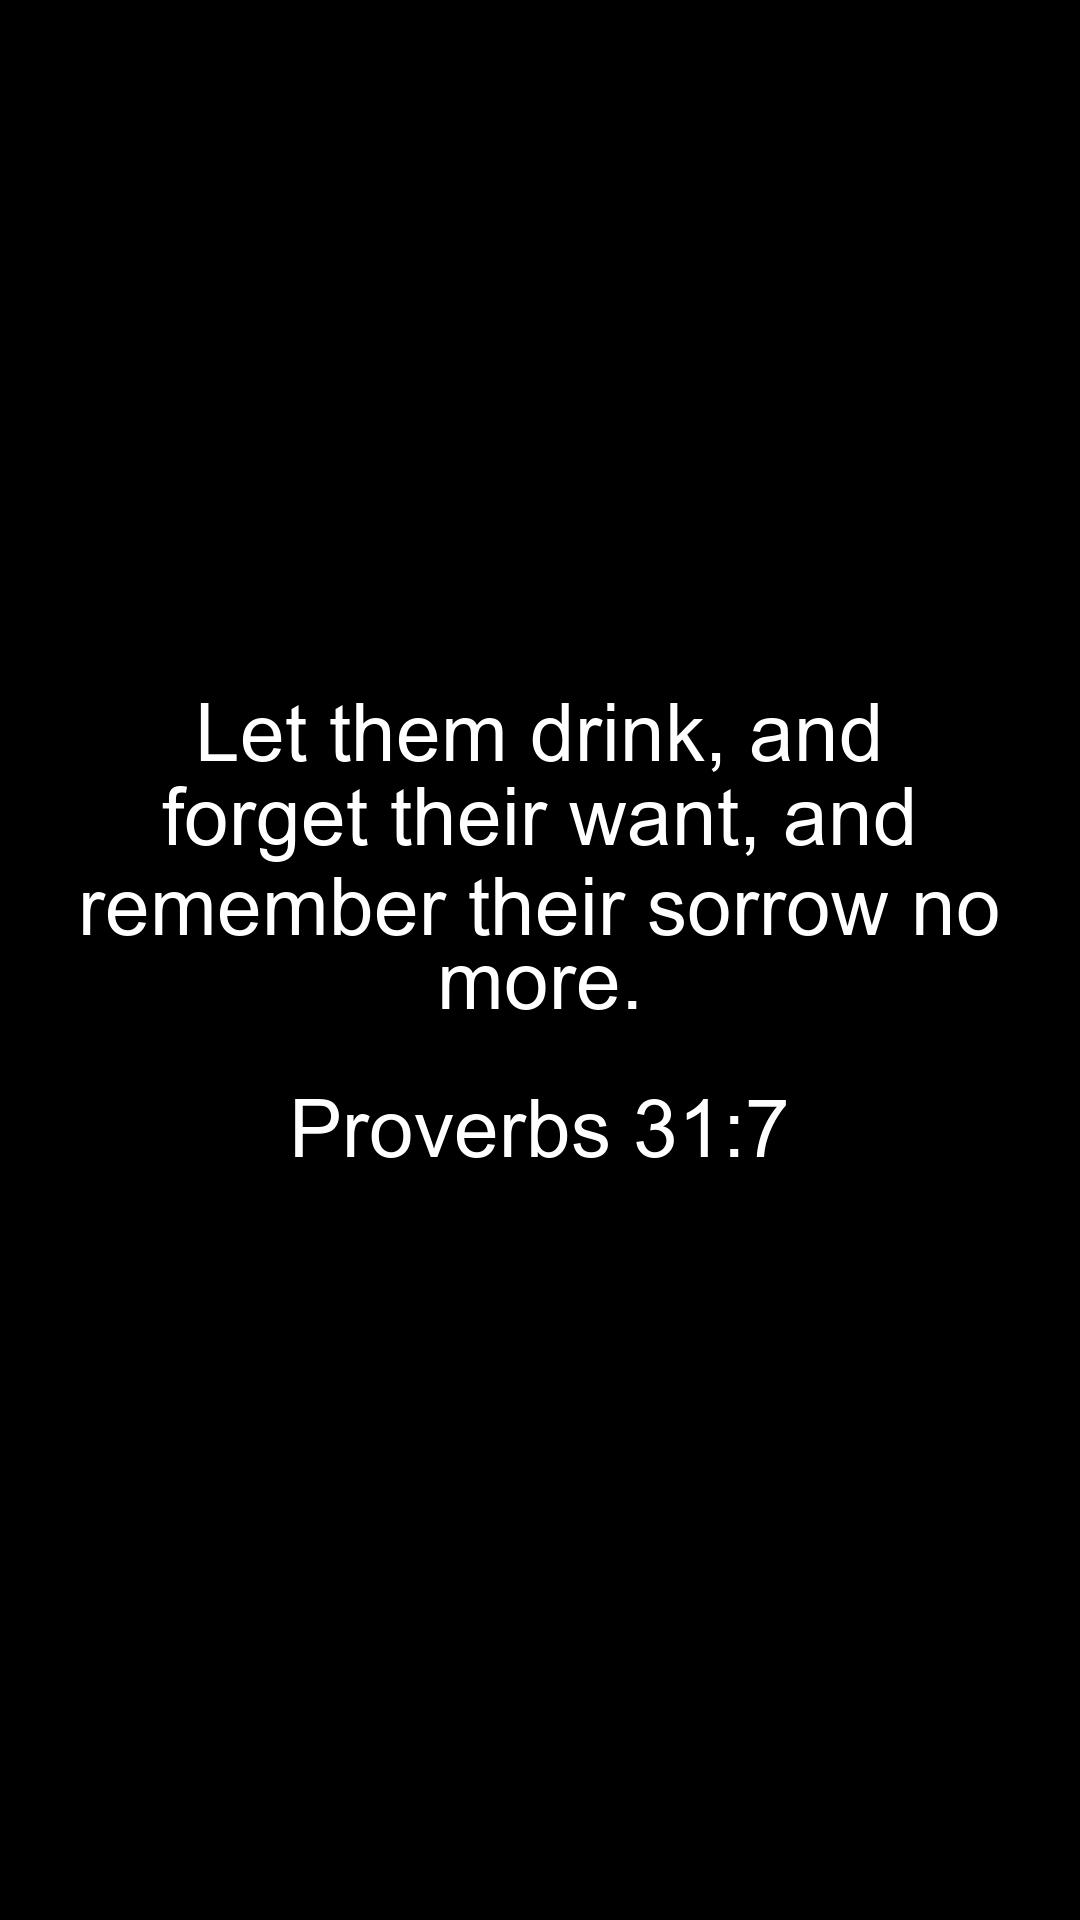 Let them drink, and
forget their want, and
remember their sorrow no
more.
Proverbs 31:7